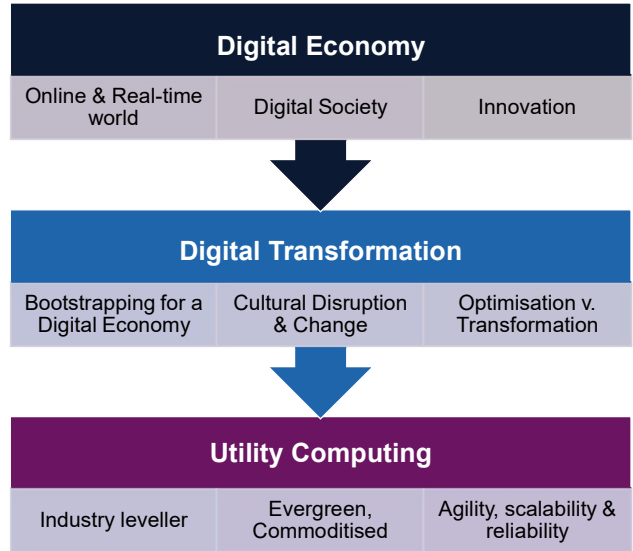 Digital Economy
Online & Real-time
world
Digital Society
Innovation
Digital Transformation
Bootstrapping for a
Digital Economy
Cultural Disruption
& Change
Optimisation v.
Transformation
Utility Computing
Industry leveller
Evergreen,
Commoditised
Agility, scalability &
reliability